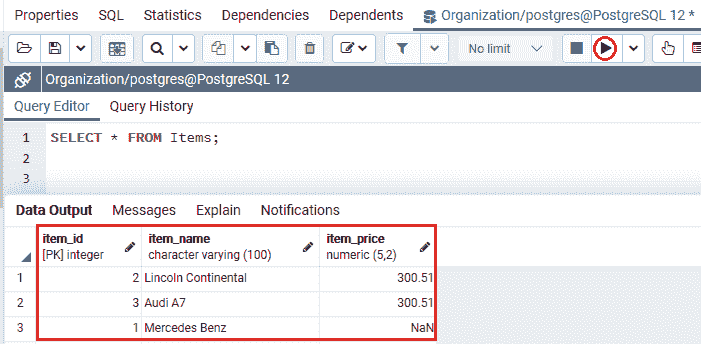 Properties SQL Statistics Dependencies Dependents Organization/postgres@PostgreSQL 12 *
No limit
Organization/postgres@PostgreSQL 12
Query Editor Query History
1 SELECT * FROM Items;
2
3
Data Output Messages Explain Notifications
item_id item_name item_price
[PK] integer character varying (100) numeric (5,2)
1 2 Lincoln Continental 300.51
2 3 Audi A7 300.51
3 1 Mercedes Benz NaN